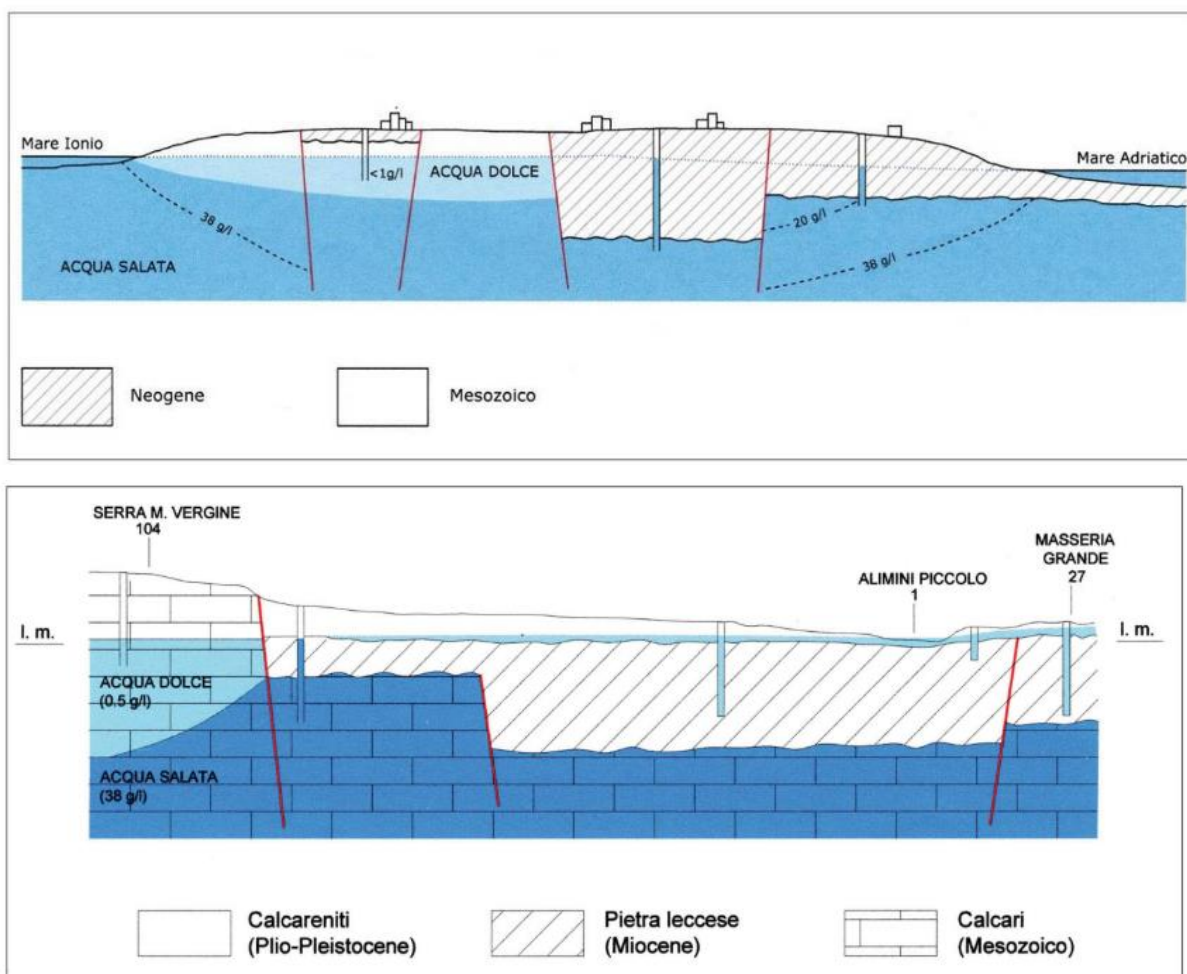 Mare Ionio
Mare Adriatico
<1g/l
ACQUA DOLCE
38 g/l
20 g/l
38 g/l
ACQUA SALATA
Neogene
Mesozoico
SERRA M. VERGINE
104
MASSERIA
GRANDE
27
ALIMINI PICCOLO
1
l. m.
l. m.
ACQUA DOLCE
(0.5 g/l)
ACQUA SALATA
(38 g/l)
Calcareniti
(Plio-Pleistocene)
Pietra leccese
(Miocene)
Calcari
(Mesozoico)